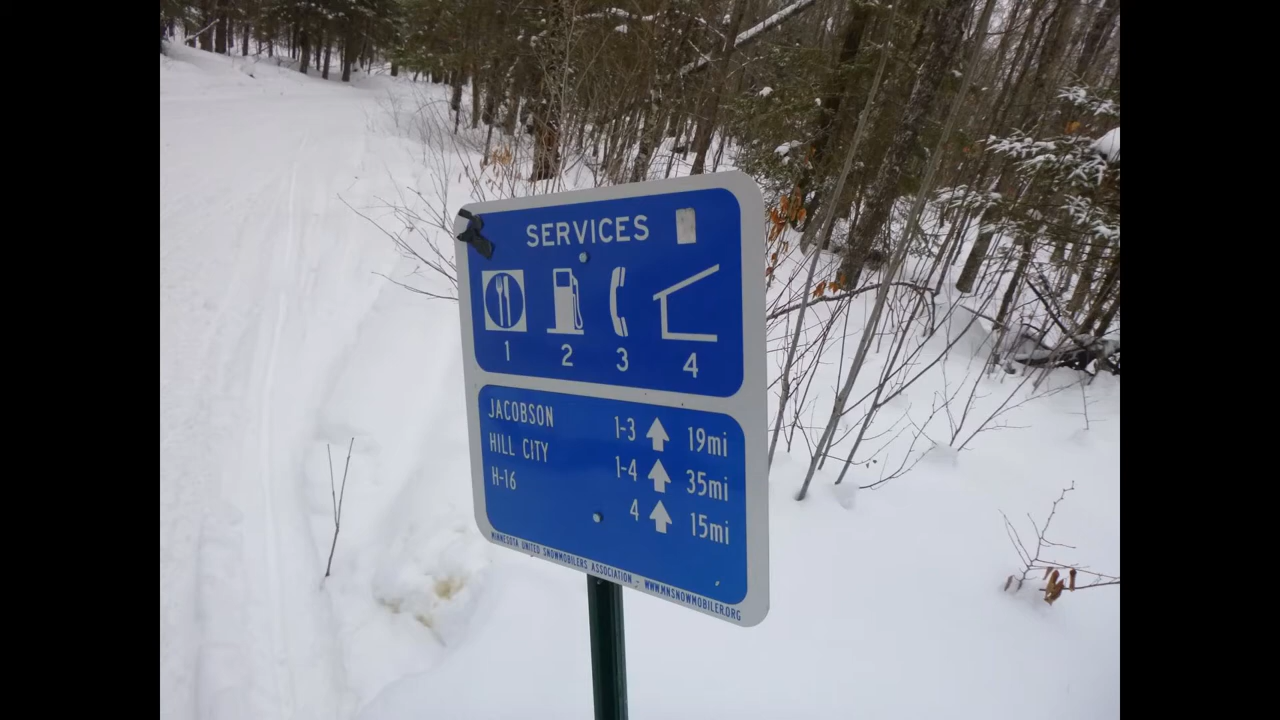 SERVICES
1 2 3 4
JACOBSON 1-3 19mi
HILL CITY 1-4 35mi
H-16 4 15mi
MINNESOTA UNITED SNOWMOBILERS ASSOCIATION - WWW.MNSNOWMOBILER.ORG